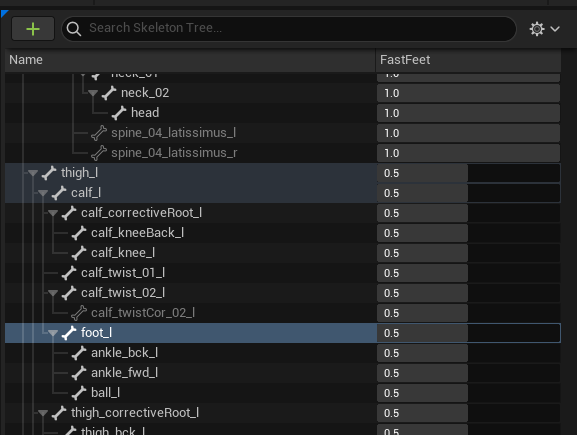 Search Skeleton Tree...
Name FastFeet
neck_01 1.0
neck_02 1.0
head 1.0
spine_04_latissimus_l 1.0
spine_04_latissimus_r 1.0
thigh_l 0.5
calf_l 0.5
calf_correctiveRoot_l 0.5
calf_kneeBack_l 0.5
calf_knee_l 0.5
calf_twist_01_l 0.5
calf_twist_02_l 0.5
calf_twistCor_02_l 0.5
foot_l 0.5
ankle_bck_l 0.5
ankle_fwd_l 0.5
ball_l 0.5
thigh_correctiveRoot_l 0.5
thigh_bck_l 0.5